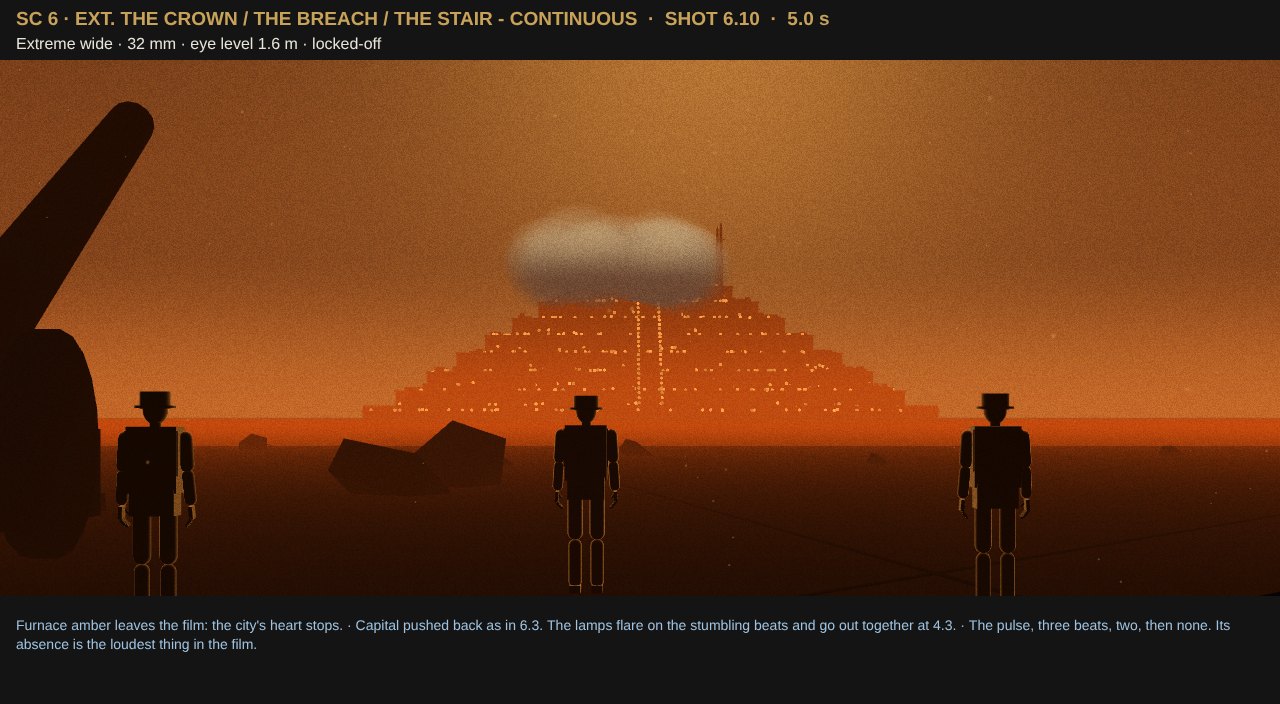 SC 6 · EXT. THE CROWN / THE BREACH / THE STAIR - CONTINUOUS · SHOT 6.10 · 5.0 s
Extreme wide · 32 mm · eye level 1.6 m · locked-off
Furnace amber leaves the film: the city's heart stops. · Capital pushed back as in 6.3. The lamps flare on the stumbling beats and go out together at 4.3. · The pulse, three beats, two, then none. Its
absence is the loudest thing in the film.